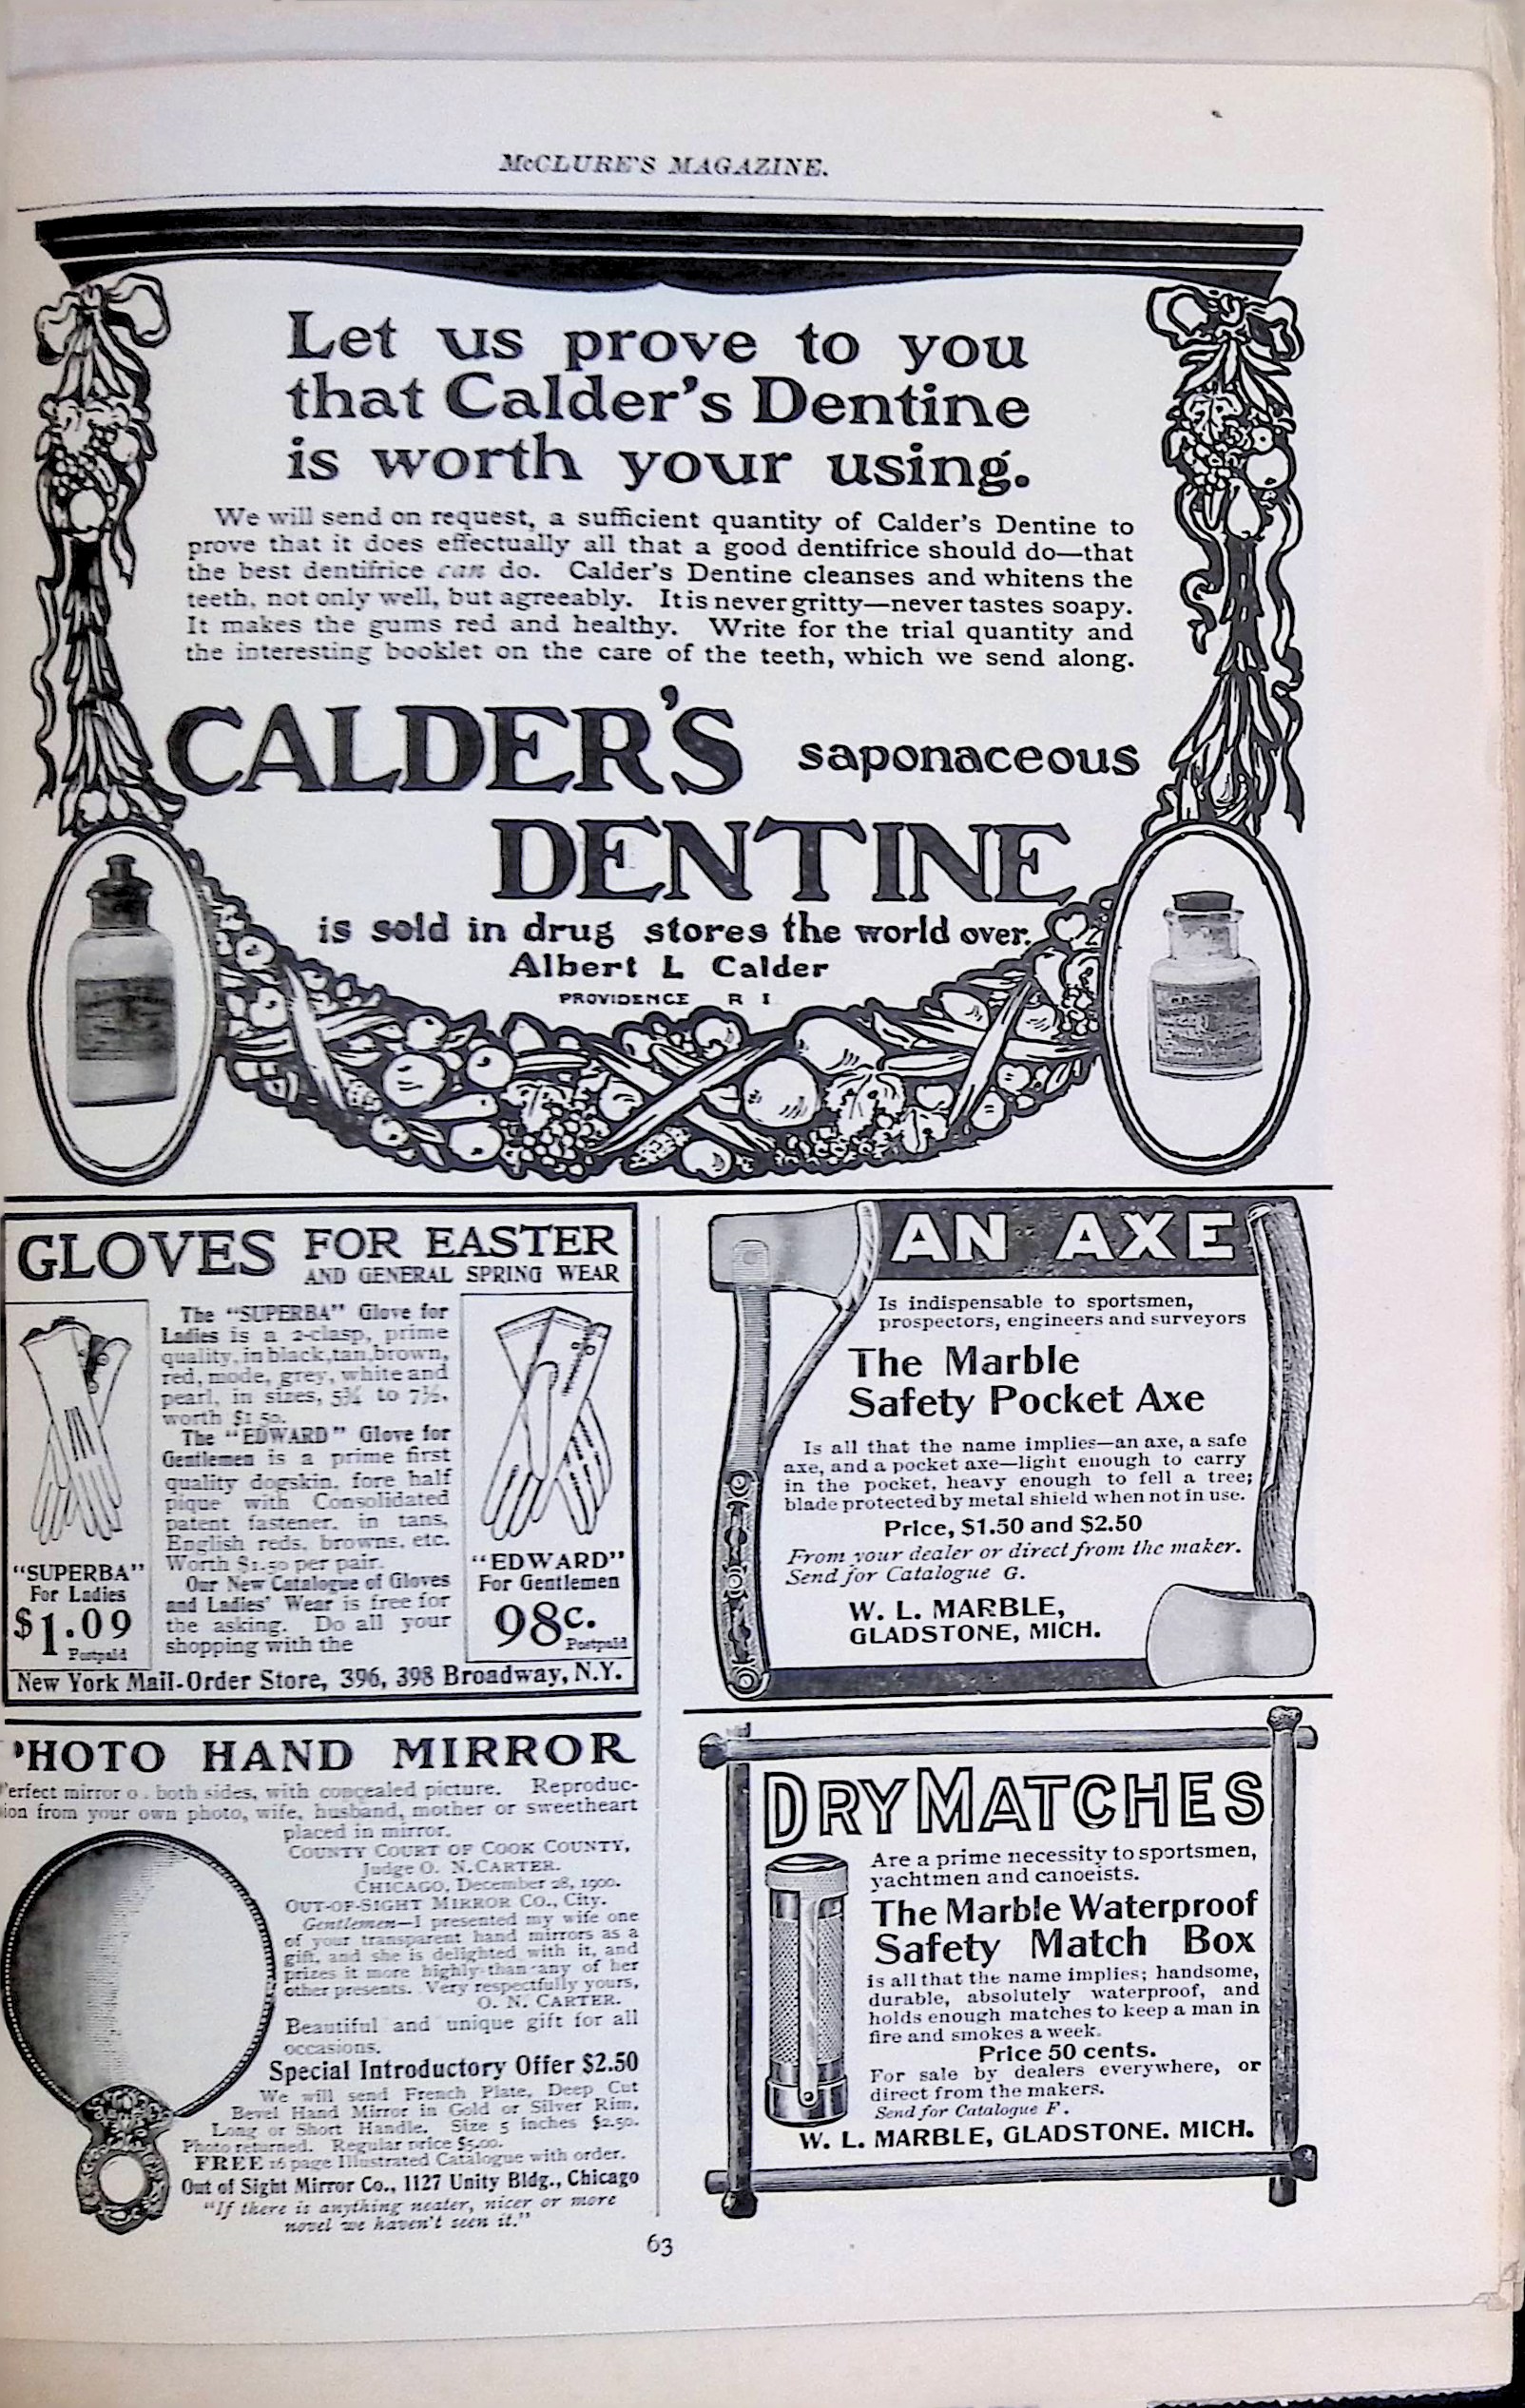 McCLURE'S MAGAZINE.
Let us prove to you
that Calder's Dentine
is worth your using.
We will send on request, a sufficient quantity of Calder's Dentine to
prove that it does effectually all that a good dentifrice should do—that
the best dentifrice can do. Calder's Dentine cleanses and whitens the
teeth, not only well, but agreeably. It is never gritty—never tastes soapy.
It makes the gums red and healthy. Write for the trial quantity and
the interesting booklet on the care of the teeth, which we send along.
CALDER'S saponaceous
DENTINE
is sold in drug stores the world over.
Albert L Calder
PROVIDENCE R I
GLOVES FOR EASTER
AND GENERAL SPRING WEAR
The "SUPERBA" Glove for
Ladies is a 2-clasp, prime
quality, in black, tan, brown,
red, mode, grey, white and
pearl, in sizes, 5¾ to 7½,
worth $1.50.
The "EDWARD" Glove for
Gentlemen is a prime first
quality dogskin, fore half
pique with Consolidated
patent fastener, in tans,
English reds, browns, etc.
Worth $1.50 per pair.
Our New Catalogue of Gloves
and Ladies' Wear is free for
the asking. Do all your
shopping with the
"SUPERBA"
For Ladies
$1.09
Postpaid
"EDWARD"
For Gentlemen
98c.
Postpaid
New York Mail-Order Store, 396, 398 Broadway, N.Y.
PHOTO HAND MIRROR
Perfect mirror o. both sides, with concealed picture. Reproduc-
ion from your own photo, wife, husband, mother or sweetheart
placed in mirror.
COUNTY COURT OF COOK COUNTY,
Judge O. N. CARTER.
CHICAGO, December 28, 1900.
OUT-OF-SIGHT MIRROR CO., City.
Gentlemen—I presented my wife one
of your transparent hand mirrors as a
gift, and she is delighted with it, and
prizes it more highly than any of her
other presents. Very respectfully yours,
O. N. CARTER.
Beautiful and unique gift for all
occasions.
Special Introductory Offer $2.50
We will send French Plate, Deep Cut
Bevel Hand Mirror in Gold or Silver Rim,
Long or Short Handle. Size 5 inches $2.50.
Photo returned. Regular price $5.00.
FREE 16 page Illustrated Catalogue with order.
Out of Sight Mirror Co., 1127 Unity Bldg., Chicago
"If there is anything neater, nicer or more
novel we haven't seen it."
AN AXE
Is indispensable to sportsmen,
prospectors, engineers and surveyors
The Marble
Safety Pocket Axe
Is all that the name implies—an axe, a safe
axe, and a pocket axe—light enough to carry
in the pocket, heavy enough to fell a tree;
blade protected by metal shield when not in use.
Price, $1.50 and $2.50
From your dealer or direct from the maker.
Send for Catalogue G.
W. L. MARBLE,
GLADSTONE, MICH.
DRY MATCHES
Are a prime necessity to sportsmen,
yachtmen and canoeists.
The Marble Waterproof
Safety Match Box
is all that the name implies; handsome,
durable, absolutely waterproof, and
holds enough matches to keep a man in
fire and smokes a week.
Price 50 cents.
For sale by dealers everywhere, or
direct from the makers.
Send for Catalogue F.
W. L. MARBLE, GLADSTONE. MICH.
63